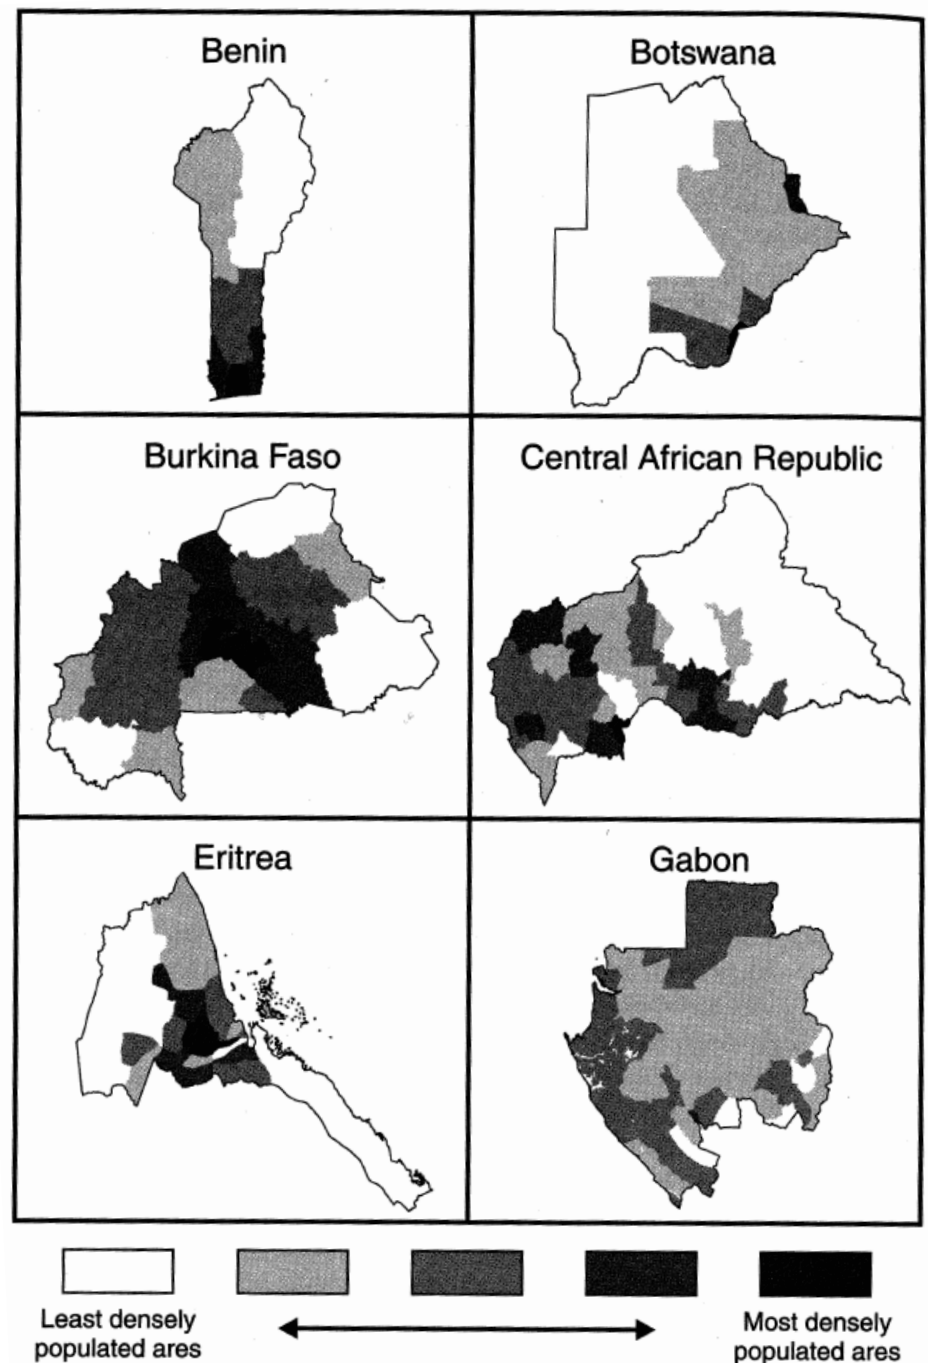 Benin
Botswana
Burkina Faso
Central African Republic
Eritrea
Gabon
Least densely
populated ares
Most densely
populated ares